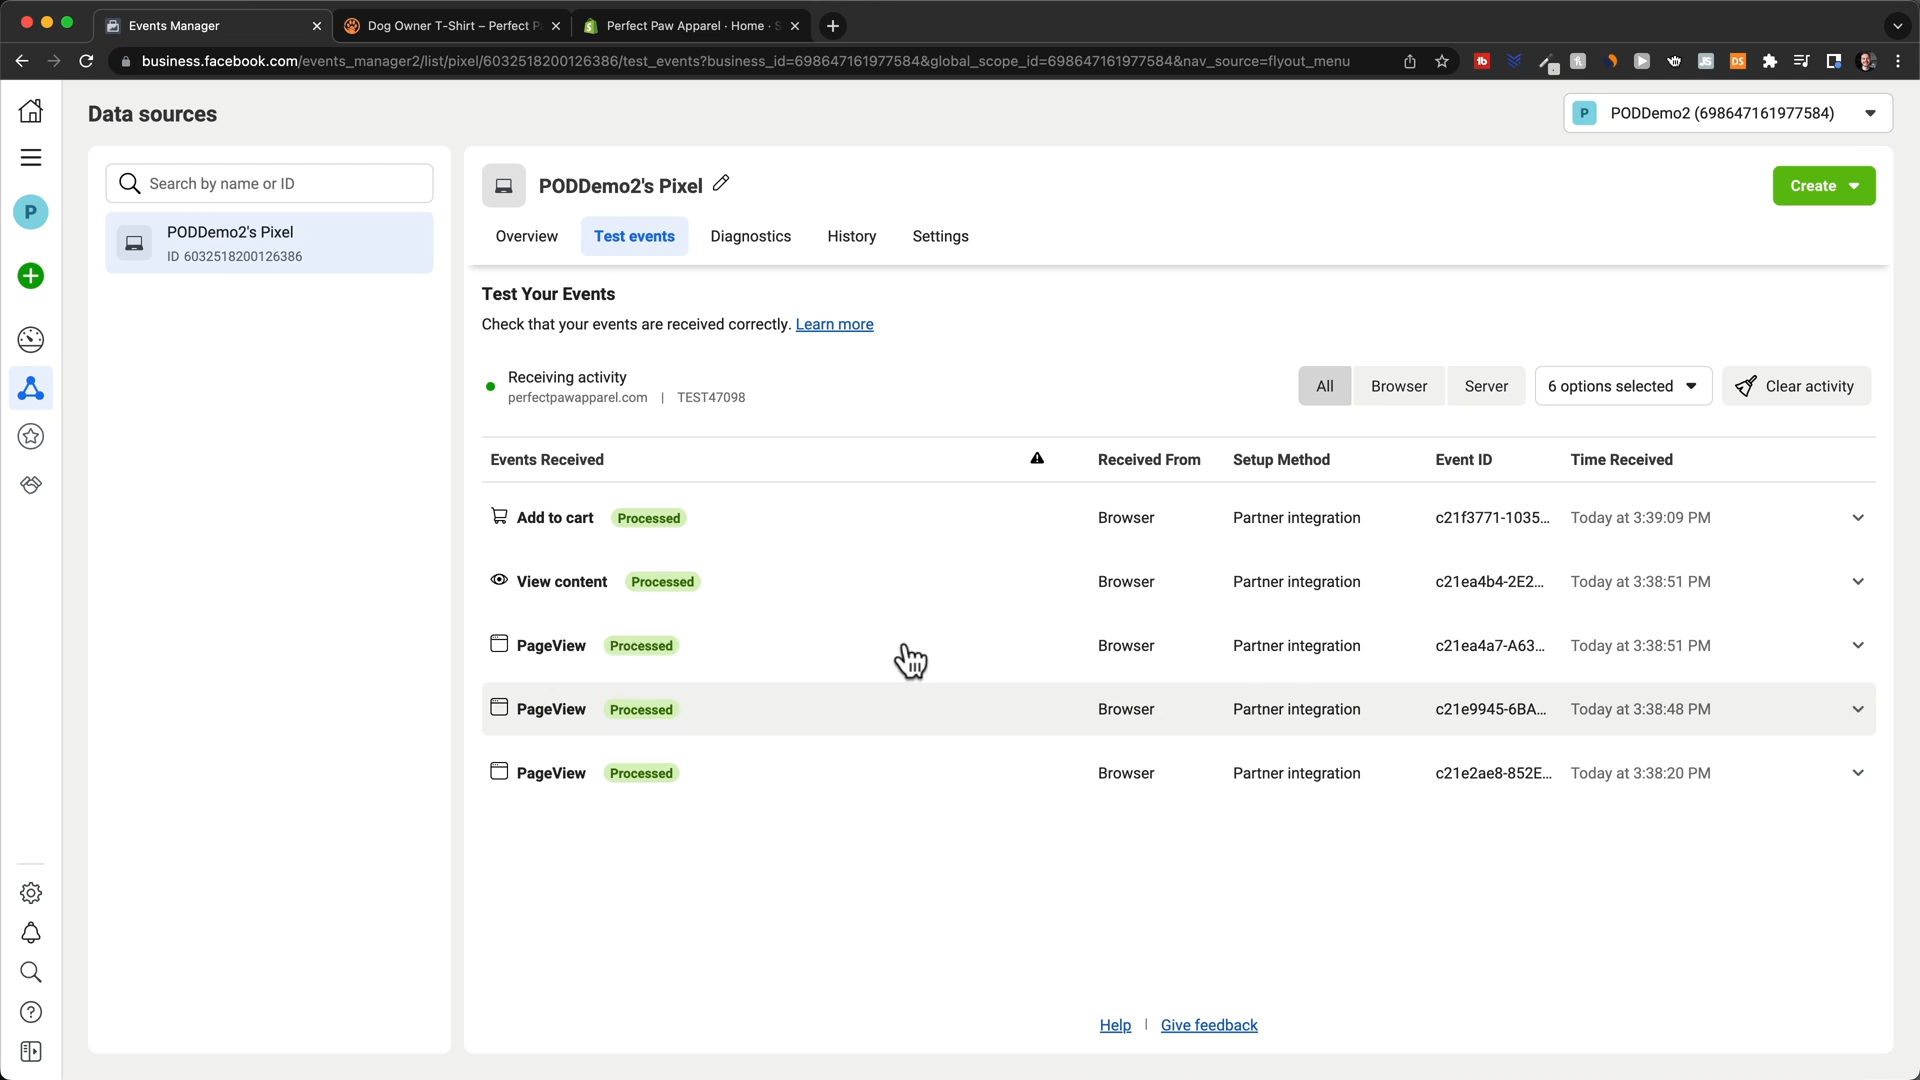 Events Manager
Dog Owner T-Shirt – Perfect P
Perfect Paw Apparel · Home · S
business.facebook.com/events_manager2/list/pixel/6032518200126386/test_events?business_id=698647161977584&global_scope_id=698647161977584&nav_source=flyout_menu
tb
DS
Data sources
P PODDemo2 (698647161977584)
Search by name or ID
P
PODDemo2's Pixel
ID 6032518200126386
PODDemo2's Pixel
Create
Overview Test events Diagnostics History Settings
Test Your Events
Check that your events are received correctly. Learn more
Receiving activity
perfectpawapparel.com | TEST47098
All Browser Server 6 options selected Clear activity
Events Received Received From Setup Method Event ID Time Received
Add to cart Processed Browser Partner integration c21f3771-1035... Today at 3:39:09 PM
View content Processed Browser Partner integration c21ea4b4-2E2... Today at 3:38:51 PM
PageView Processed Browser Partner integration c21ea4a7-A63... Today at 3:38:51 PM
PageView Processed Browser Partner integration c21e9945-6BA... Today at 3:38:48 PM
PageView Processed Browser Partner integration c21e2ae8-852E... Today at 3:38:20 PM
Help | Give feedback